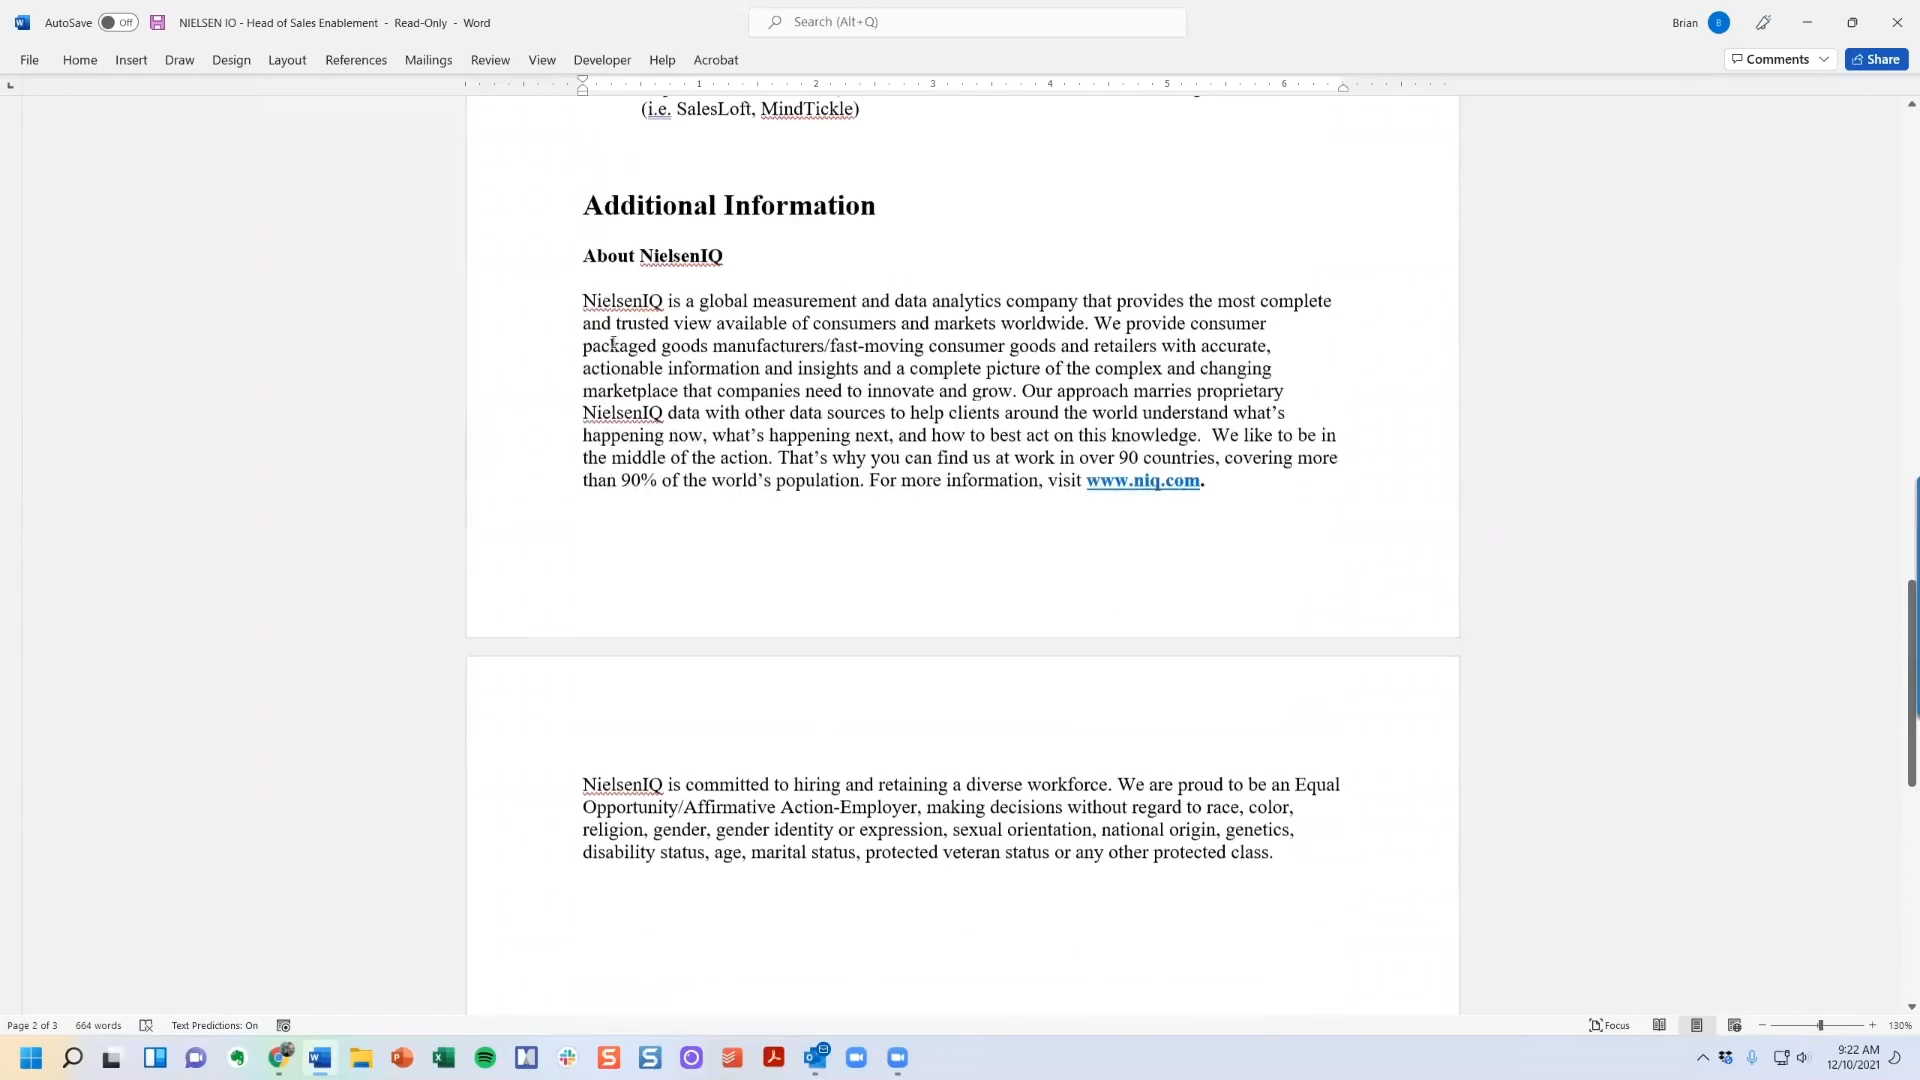 AutoSave Off NIELSEN IO - Head of Sales Enablement - Read-Only - Word
Search (Alt+Q)
Brian B
File Home Insert Draw Design Layout References Mailings Review View Developer Help Acrobat
Comments Share
1 2 3 4 5 6
(i.e. SalesLoft, MindTickle)
Additional Information
About NielsenIQ
NielsenIQ is a global measurement and data analytics company that provides the most complete
and trusted view available of consumers and markets worldwide. We provide consumer
packaged goods manufacturers/fast-moving consumer goods and retailers with accurate,
actionable information and insights and a complete picture of the complex and changing
marketplace that companies need to innovate and grow. Our approach marries proprietary
NielsenIQ data with other data sources to help clients around the world understand what’s
happening now, what’s happening next, and how to best act on this knowledge.  We like to be in
the middle of the action. That’s why you can find us at work in over 90 countries, covering more
than 90% of the world’s population. For more information, visit www.niq.com.
NielsenIQ is committed to hiring and retaining a diverse workforce. We are proud to be an Equal
Opportunity/Affirmative Action-Employer, making decisions without regard to race, color,
religion, gender, gender identity or expression, sexual orientation, national origin, genetics,
disability status, age, marital status, protected veteran status or any other protected class.
Page 2 of 3 664 words Text Predictions: On
Focus
130%
9:22 AM
12/10/2021